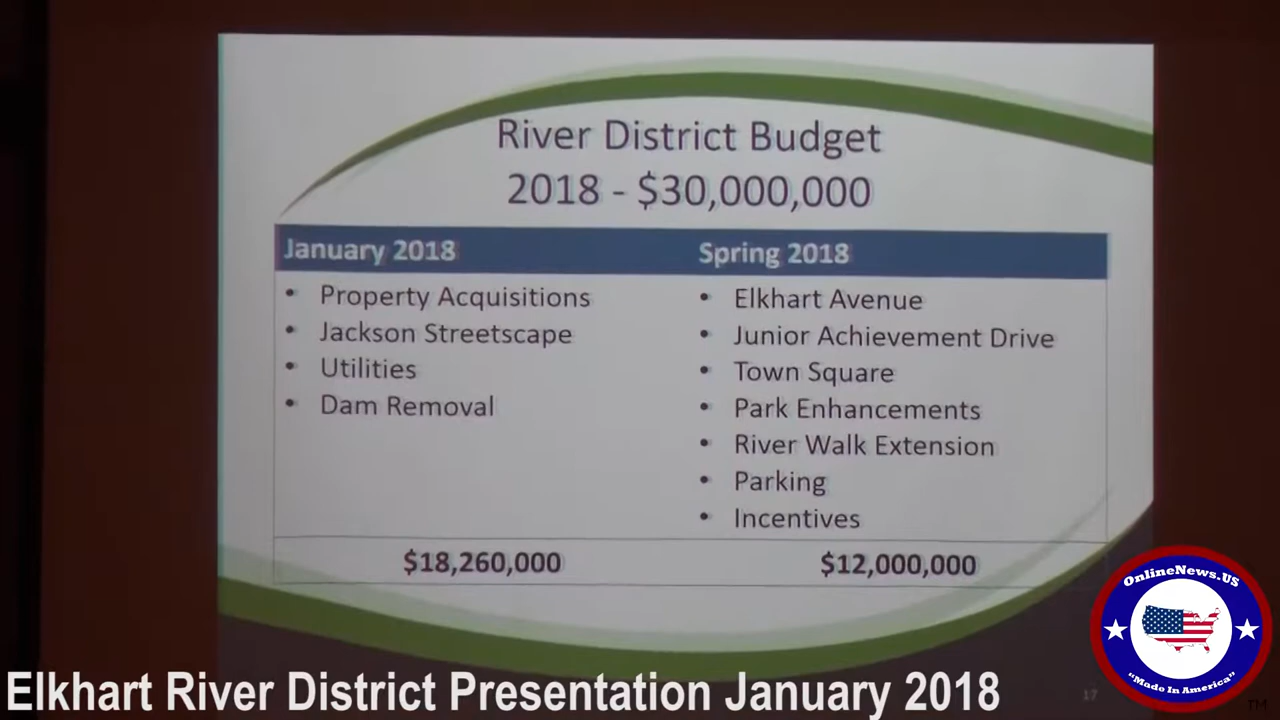 River District Budget
2018 - $30,000,000
January 2018
Spring 2018
• Property Acquisitions
• Jackson Streetscape
• Utilities
• Dam Removal
• Elkhart Avenue
• Junior Achievement Drive
• Town Square
• Park Enhancements
• River Walk Extension
• Parking
• Incentives
$18,260,000
$12,000,000
OnlineNews.US
"Made In America"
TM
17
Elkhart River District Presentation January 2018